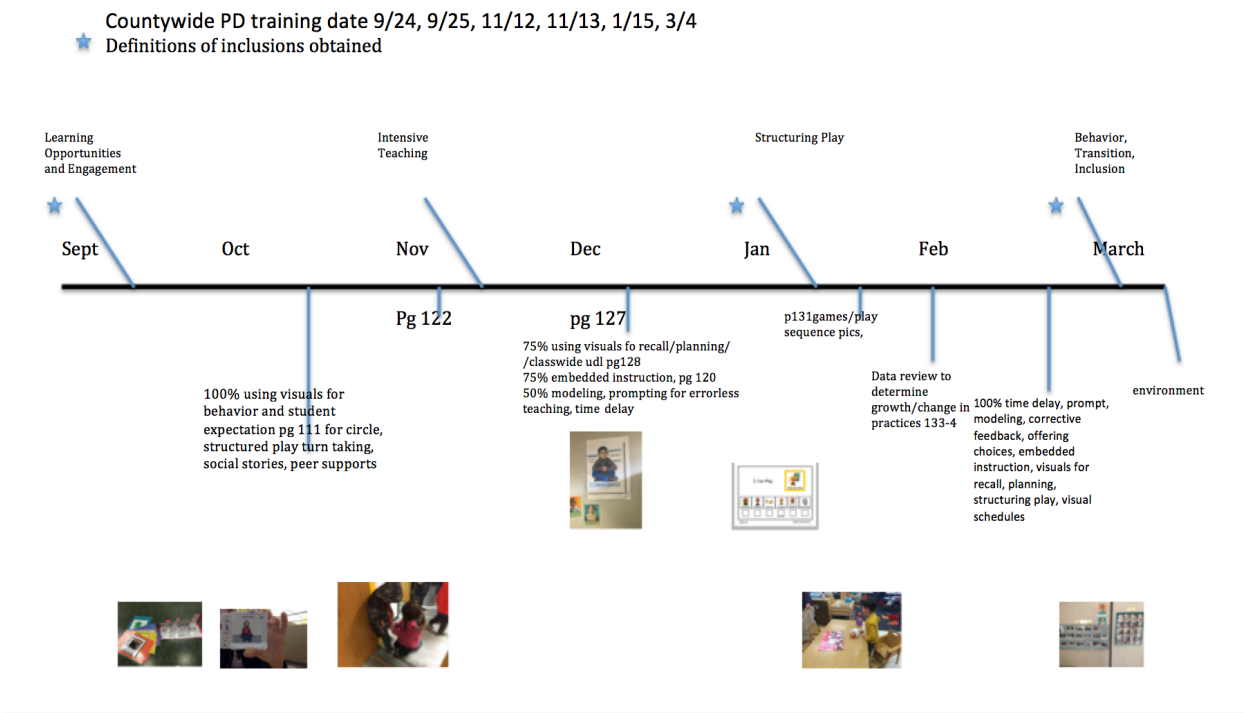 Countywide PD training date 9/24, 9/25, 11/12, 11/13, 1/15, 3/4
Definitions of inclusions obtained
Learning
Opportunities
and Engagement
Intensive
Teaching
Structuring Play
Behavior,
Transition,
Inclusion
Sept
Oct
Nov
Dec
Jan
Feb
March
Pg 122
pg 127
p131games/play
sequence pics,
75% using visuals fo recall/planning/
/classwide udl pg128
75% embedded instruction, pg 120
50% modeling, prompting for errorless
teaching, time delay
100% using visuals for
behavior and student
expectation pg 111 for circle,
structured play turn taking,
social stories, peer supports
Data review to
determine
growth/change in
practices 133-4
100% time delay, prompt,
modeling, corrective
feedback, offering
choices, embedded
instruction, visuals for
recall, planning,
structuring play, visual
schedules
environment
I Can Play